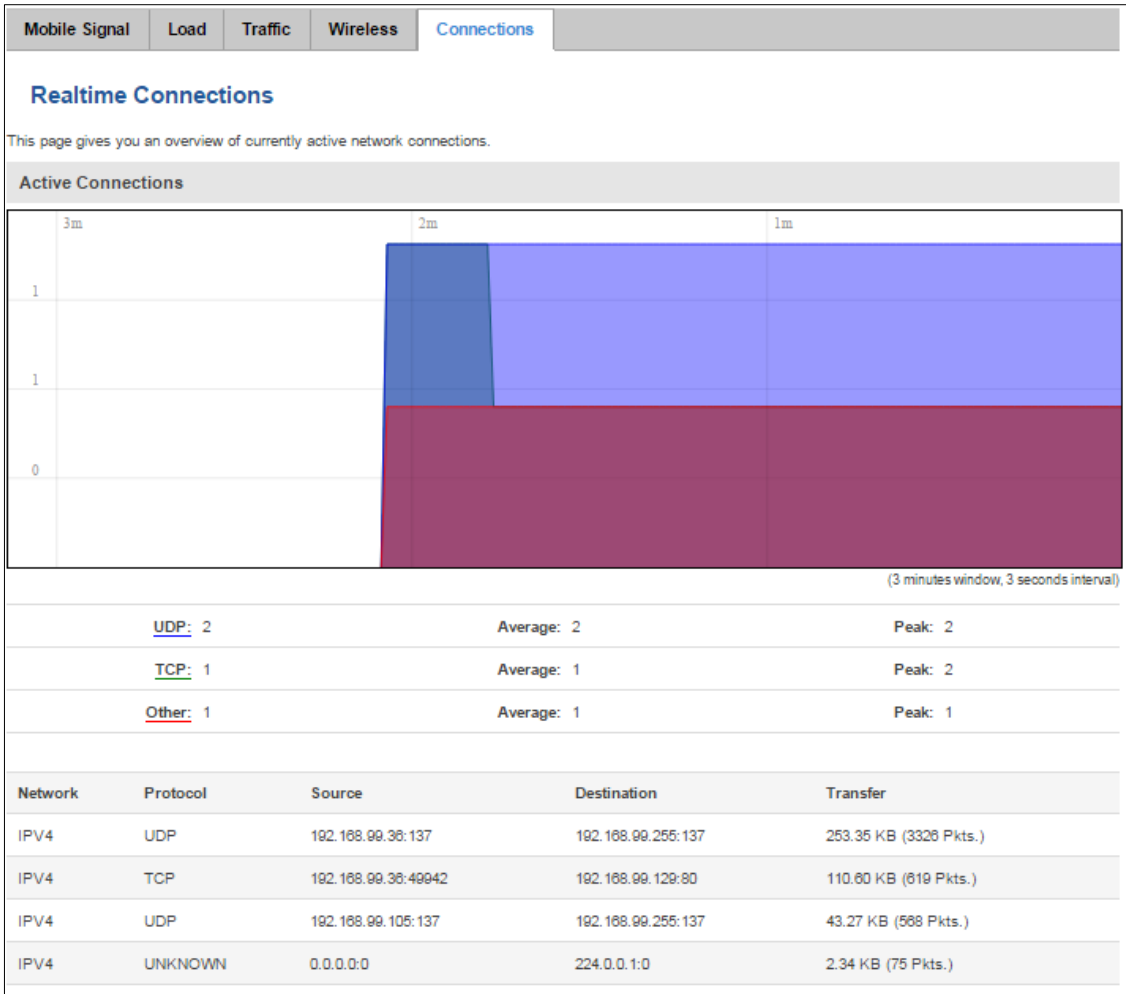 Mobile Signal Load Traffic Wireless Connections
Realtime Connections
This page gives you an overview of currently active network connections.
Active Connections
3m 2m 1m
1
1
0
(3 minutes window, 3 seconds interval)
UDP: 2 Average: 2 Peak: 2
TCP: 1 Average: 1 Peak: 2
Other: 1 Average: 1 Peak: 1
Network Protocol Source Destination Transfer
IPV4 UDP 192.168.99.36:137 192.168.99.255:137 253.35 KB (3326 Pkts.)
IPV4 TCP 192.168.99.36:49942 192.168.99.129:80 110.60 KB (619 Pkts.)
IPV4 UDP 192.168.99.105:137 192.168.99.255:137 43.27 KB (568 Pkts.)
IPV4 UNKNOWN 0.0.0.0:0 224.0.0.1:0 2.34 KB (75 Pkts.)